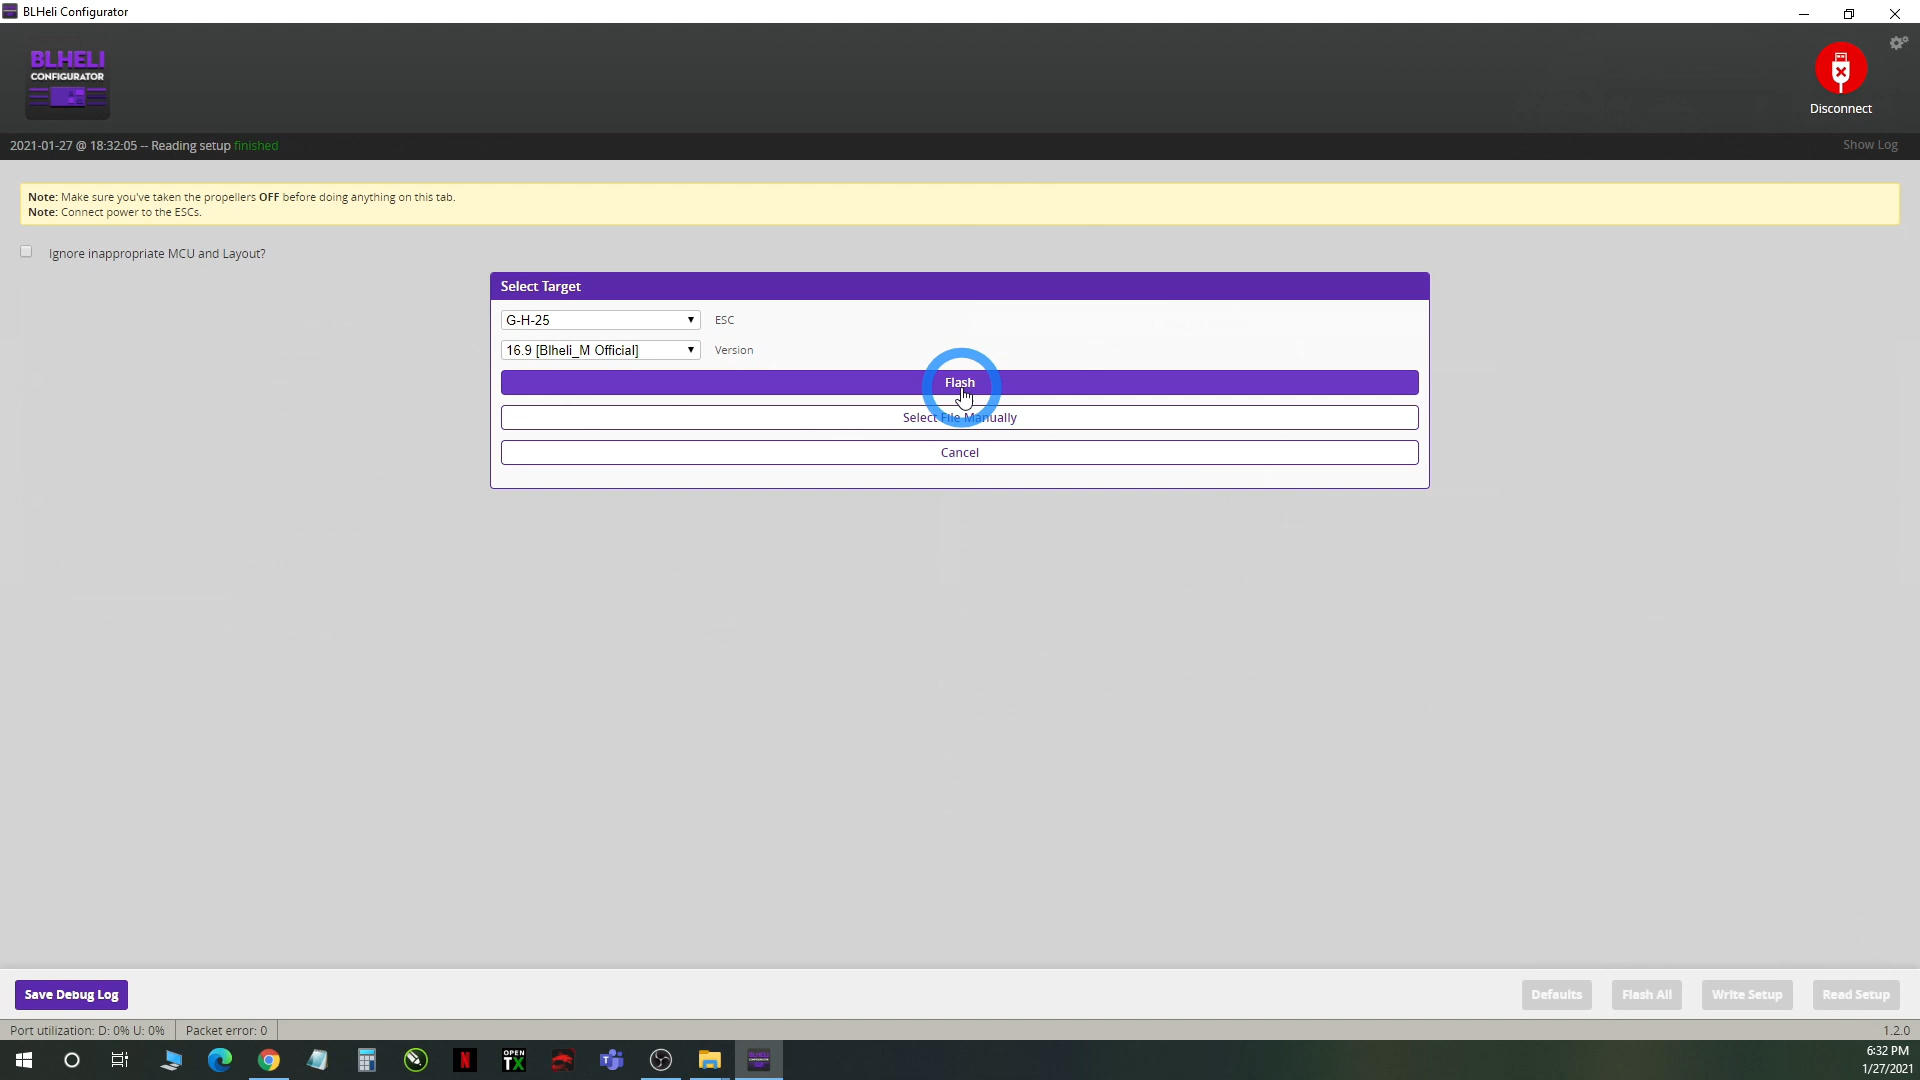 BLHeli Configurator
BLHELI
CONFIGURATOR
Disconnect
2021-01-27 @ 18:32:05 -- Reading setup finished
Show Log
Note: Make sure you've taken the propellers OFF before doing anything on this tab.
Note: Connect power to the ESCs.
Ignore inappropriate MCU and Layout?
Select Target
G-H-25 ESC
16.9 [Blheli_M Official] Version
Flash
Select File Manually
Cancel
Save Debug Log
Defaults
Flash All
Write Setup
Read Setup
Port utilization: D: 0% U: 0%
Packet error: 0
1.2.0
N
OPEN
TX
T
BLHELI
CONFIGURATOR
6:32 PM
1/27/2021